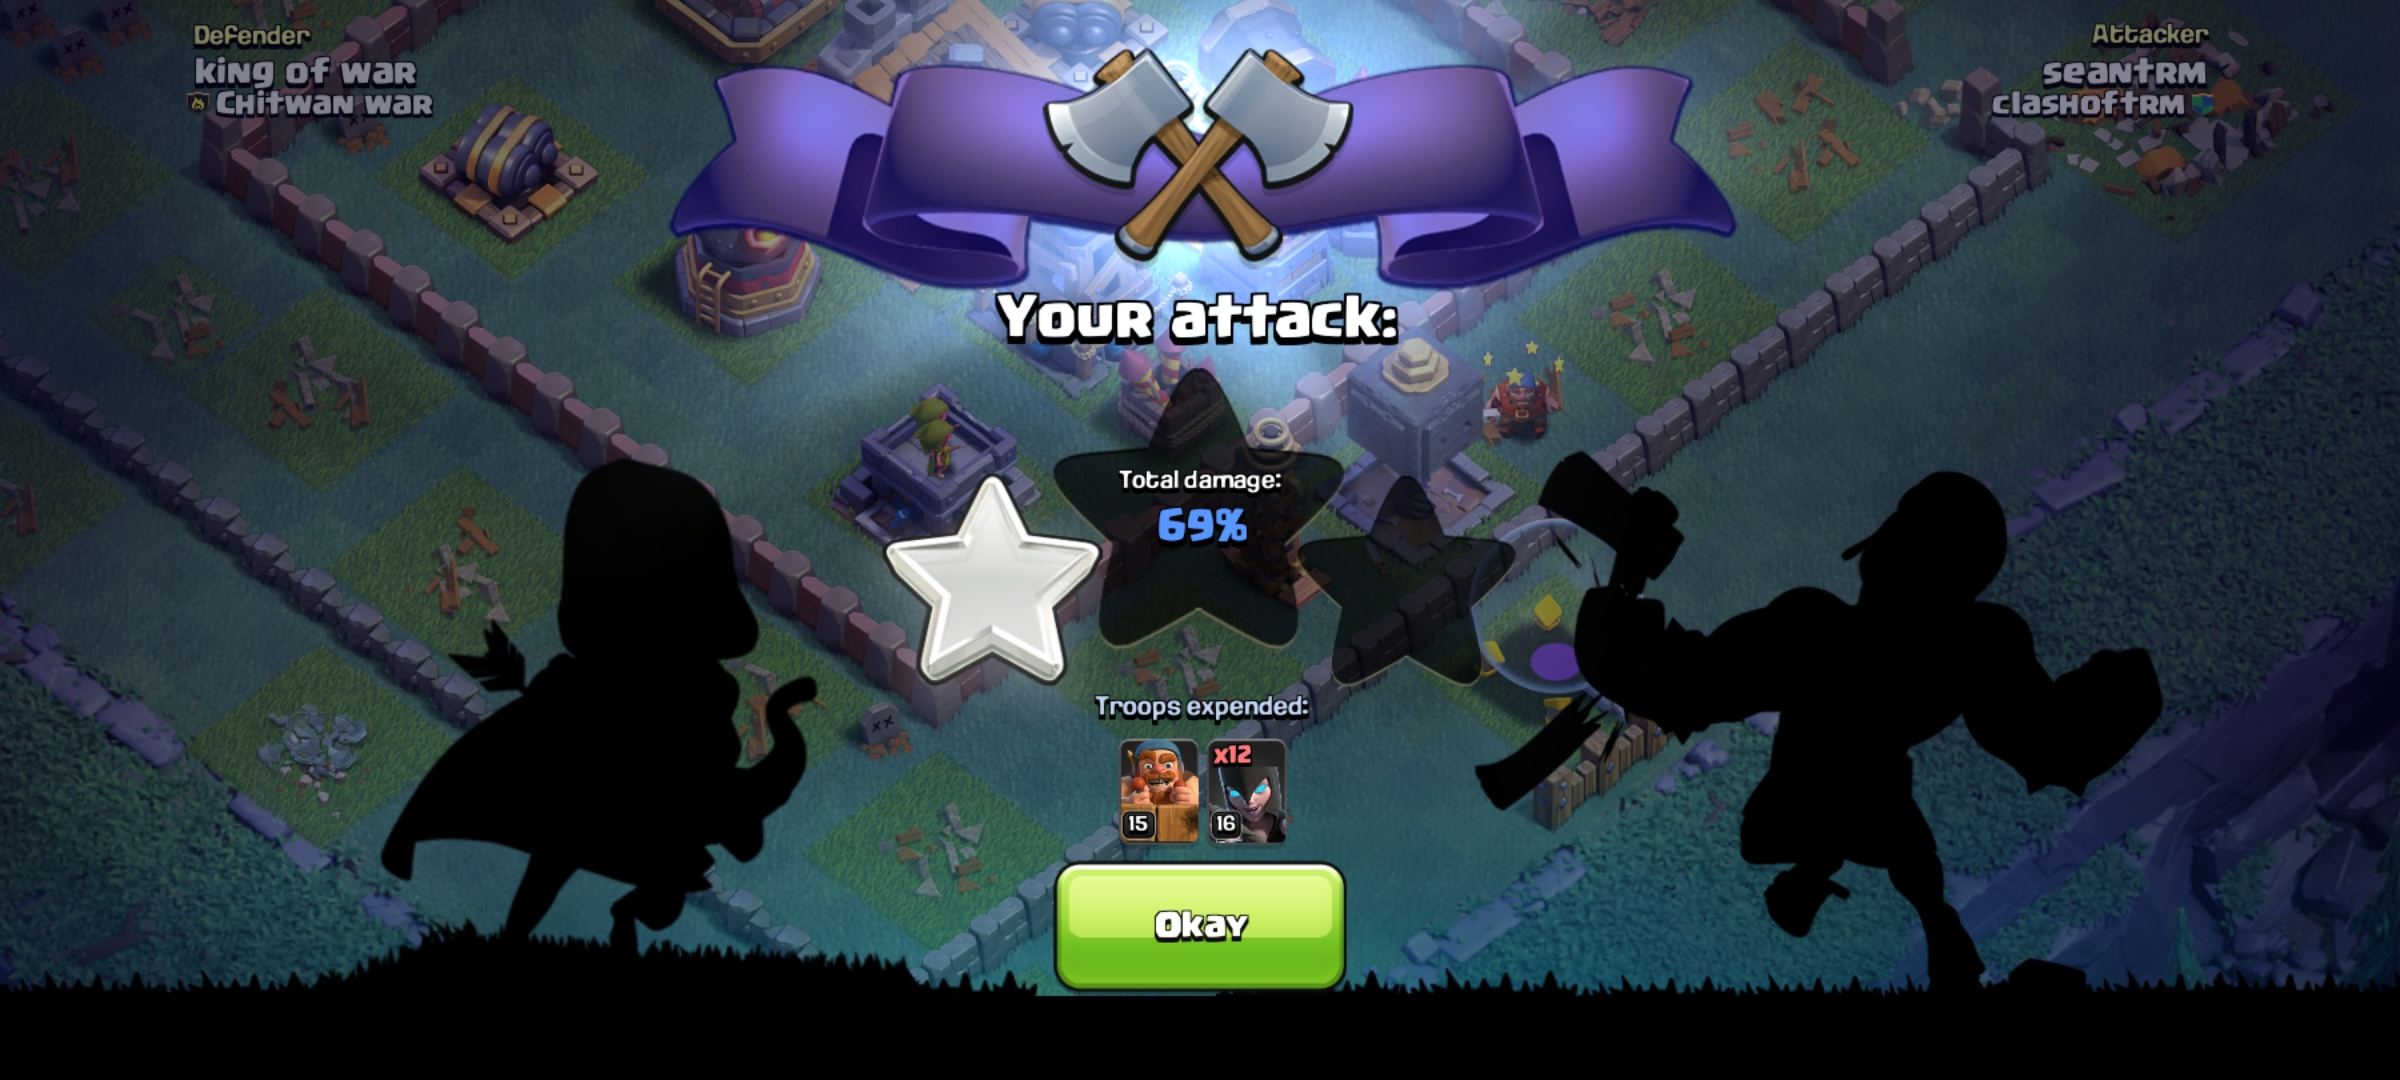 Defender
king of war
Chitwan war
Attacker
seantrm
clashoftrm
Your attack:
Total damage:
69%
Troops expended:
x12
15
16
Okay